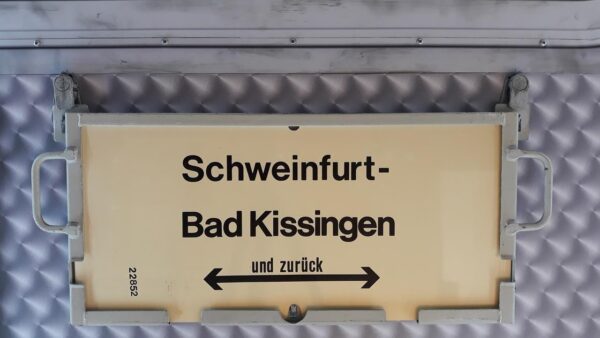 Schweinfurt-
Bad Kissingen
und zurück
22852